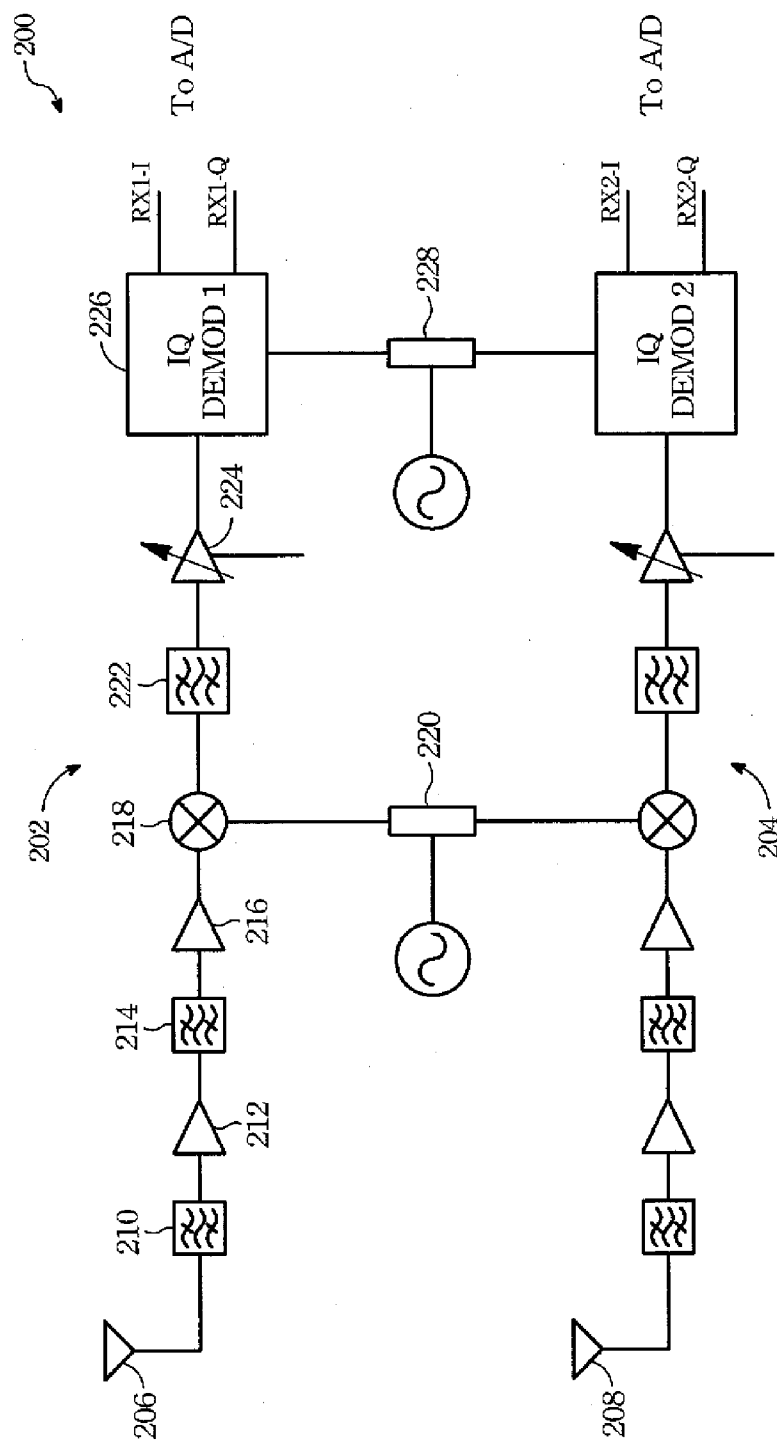 200
To A/D
To A/D
RX1-I
RX1-Q
RX2-I
RX2-Q
226
IQ
DEMOD 1
228
IQ
DEMOD 2
224
222
202
218
220
204
216
214
212
210
206
208